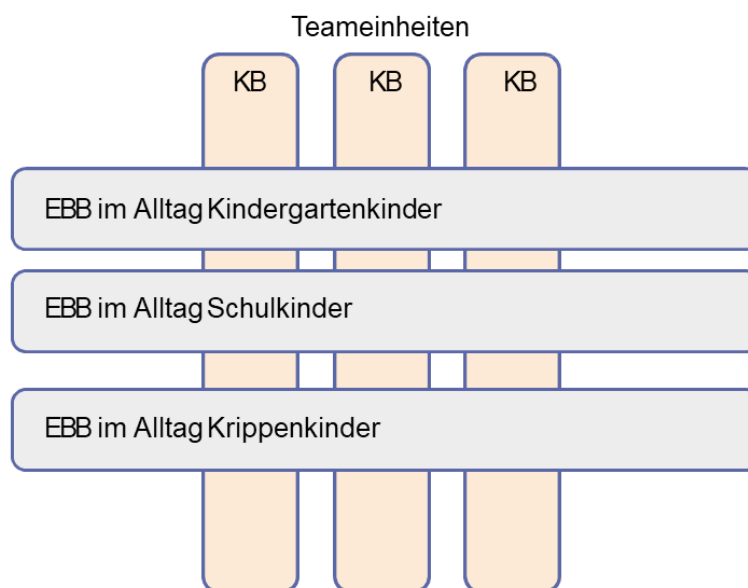 Teameinheiten
KB KB KB
EBB im Alltag Kindergartenkinder
EBB im Alltag Schulkinder
EBB im Alltag Krippenkinder